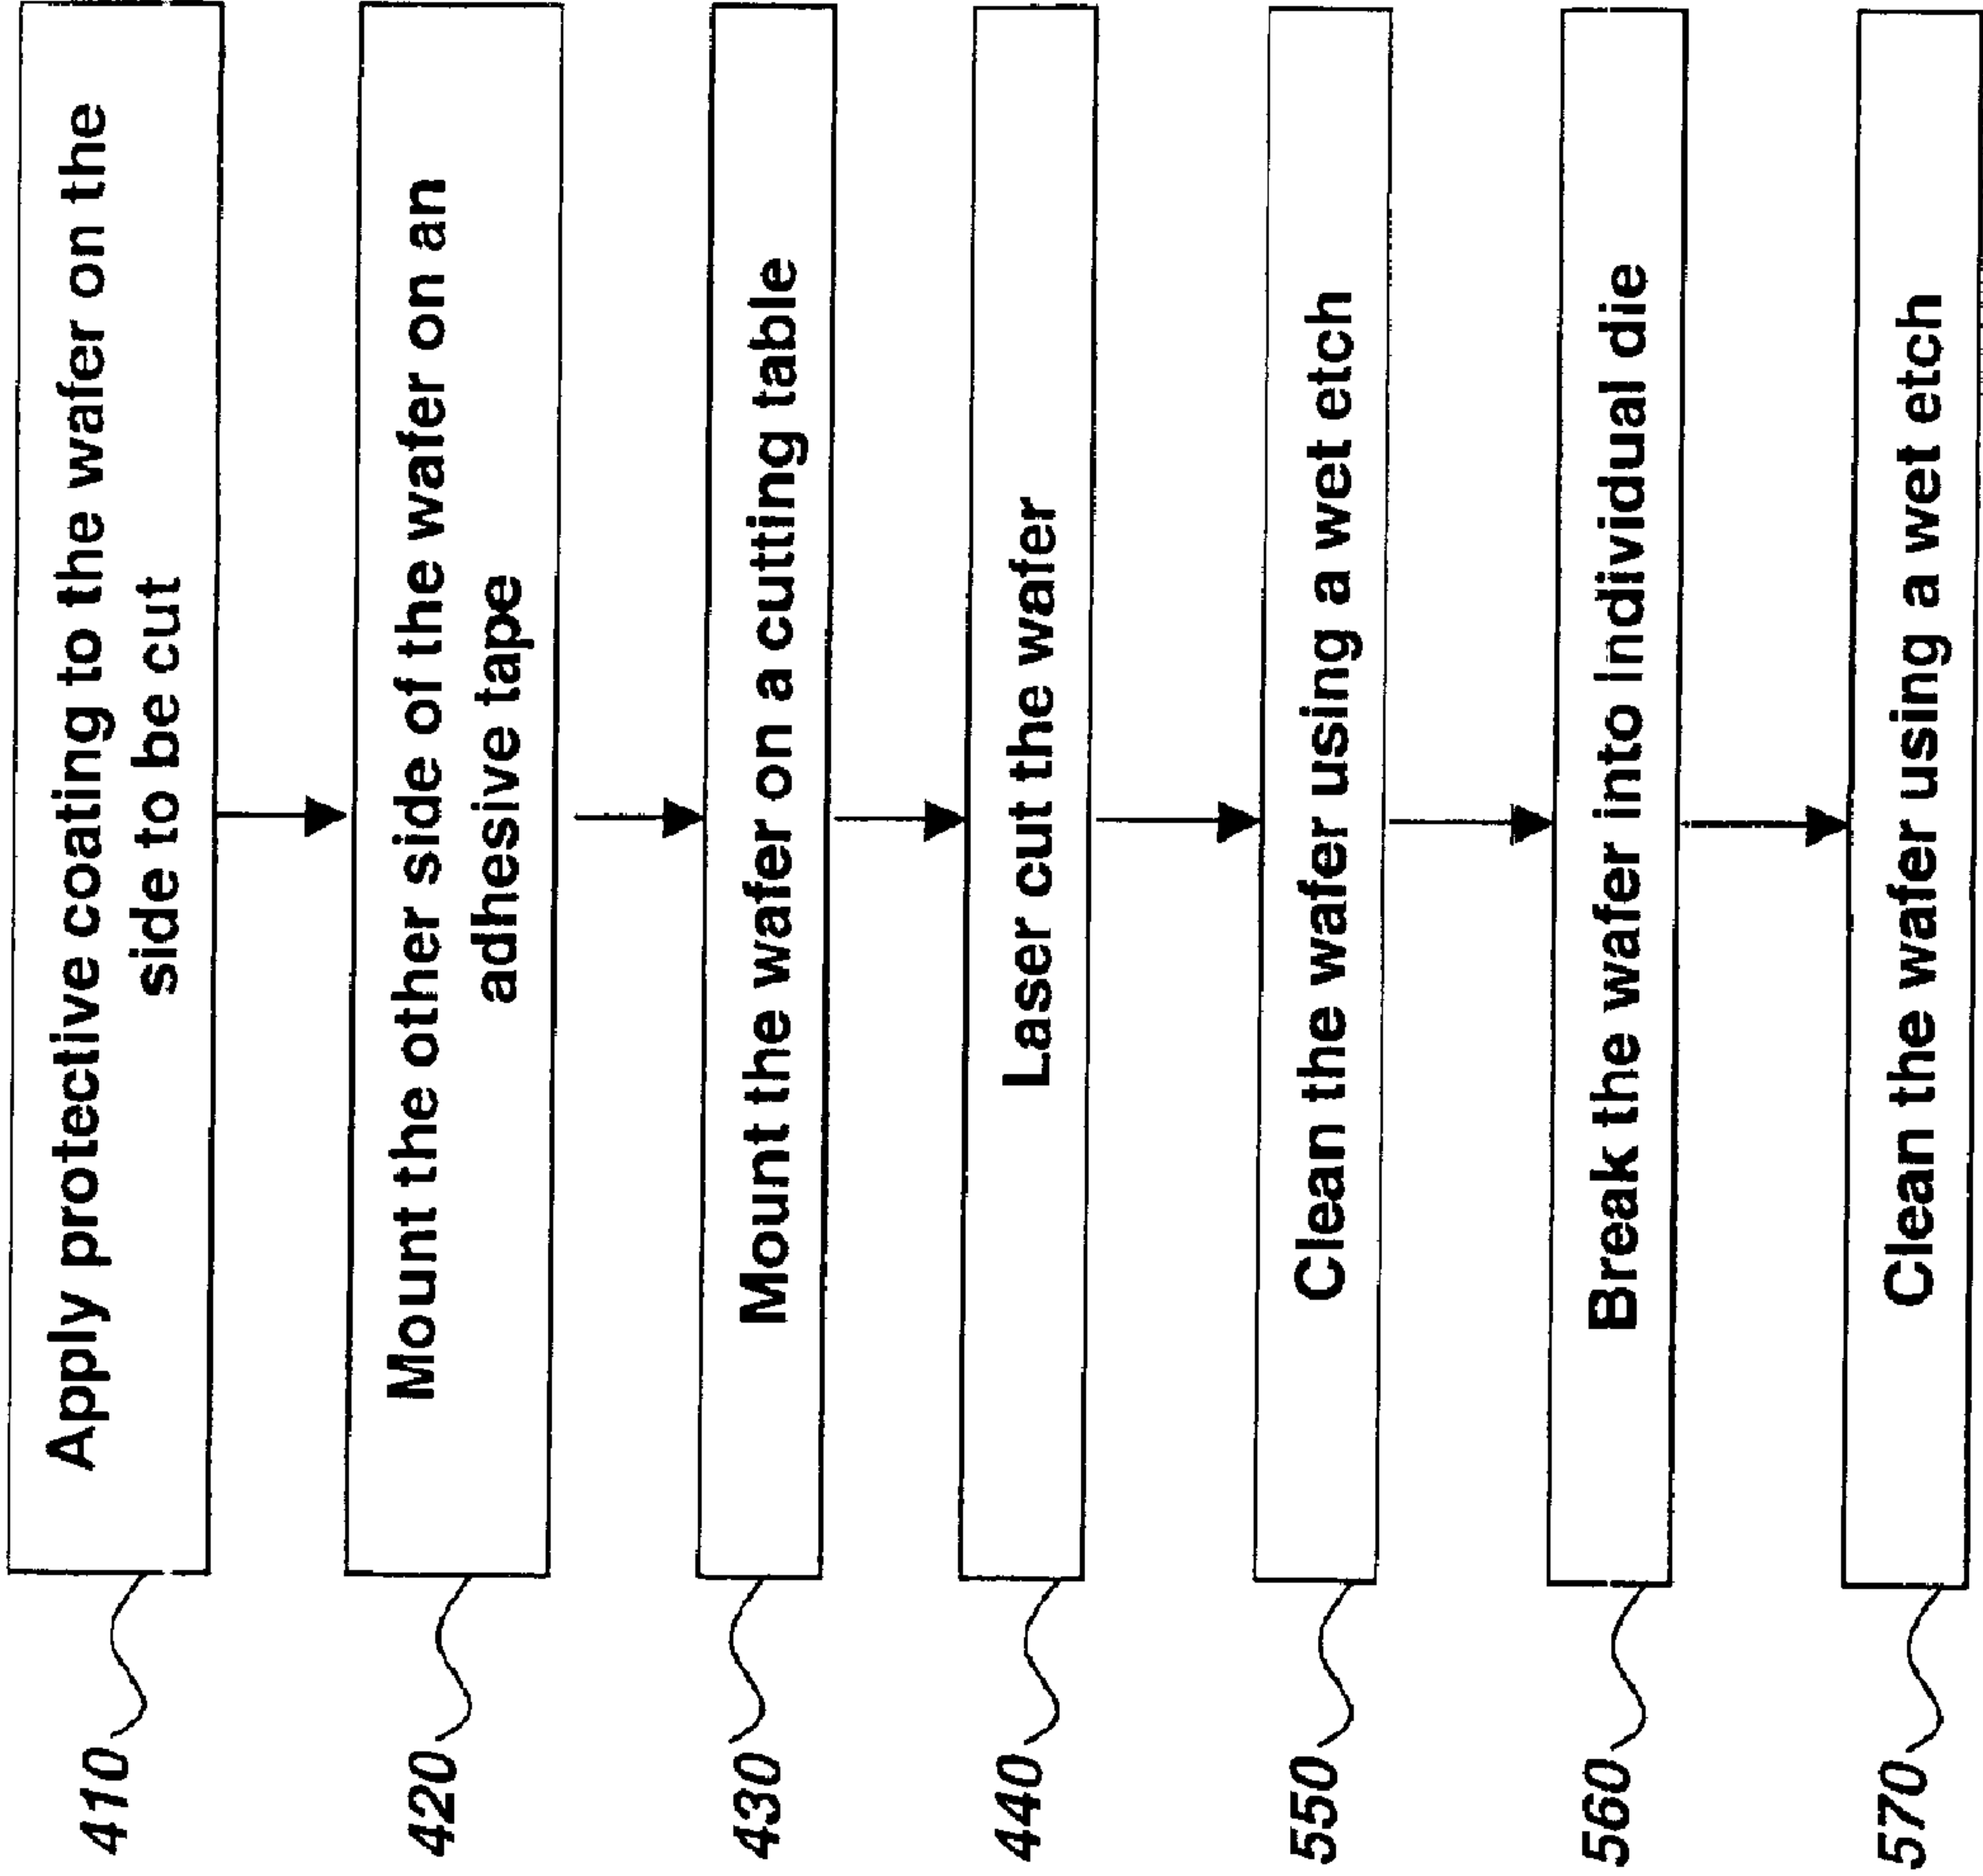 410
Apply protective coating to the wafer on the
side to be cut
420
Mount the other side of the wafer on an
adhesive tape
430
Mount the wafer on a cutting table
440
Laser cut the wafer
550
Clean the wafer using a wet etch
560
Break the wafer into individual die
570
Clean the wafer using a wet etch